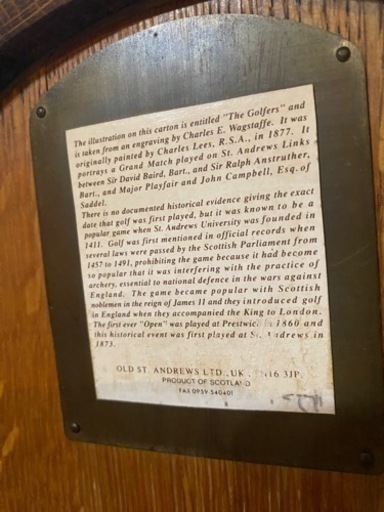 The illustration on this carton is entitled "The Golfers" and
is taken from an engraving by Charles E. Wagstaffe. It was
originally painted by Charles Lees, R.S.A., in 1877. It
portrays a Grand Match played on St. Andrews Links
between Sir David Baird, Bart., and Sir Ralph Anstruther,
Bart., and Major Playfair and John Campbell, Esq. of
Saddel.
There is no documented historical evidence giving the exact
date that golf was first played, but it was known to be a
popular game when St. Andrews University was founded in
1411. Golf was first mentioned in official records when
several laws were passed by the Scottish Parliament from
1457 to 1491, prohibiting the game because it had become
so popular that it was interfering with the practice of
archery, essential to national defence in the wars against
England. The game became popular with Scottish
noblemen in the reign of James II and they introduced golf
in England when they accompanied the King to London.
The first ever "Open" was played at Prestwick 1860 and
this historical event was first played at St. Andrews in
1873.
OLD ST. ANDREWS LTD., UK. 16 3JP.
PRODUCT OF SCOTLAND
FAX 0959 540401